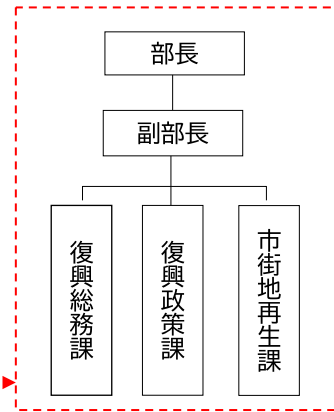 部長
副部長
復興総務課
復興政策課
市街地再生課